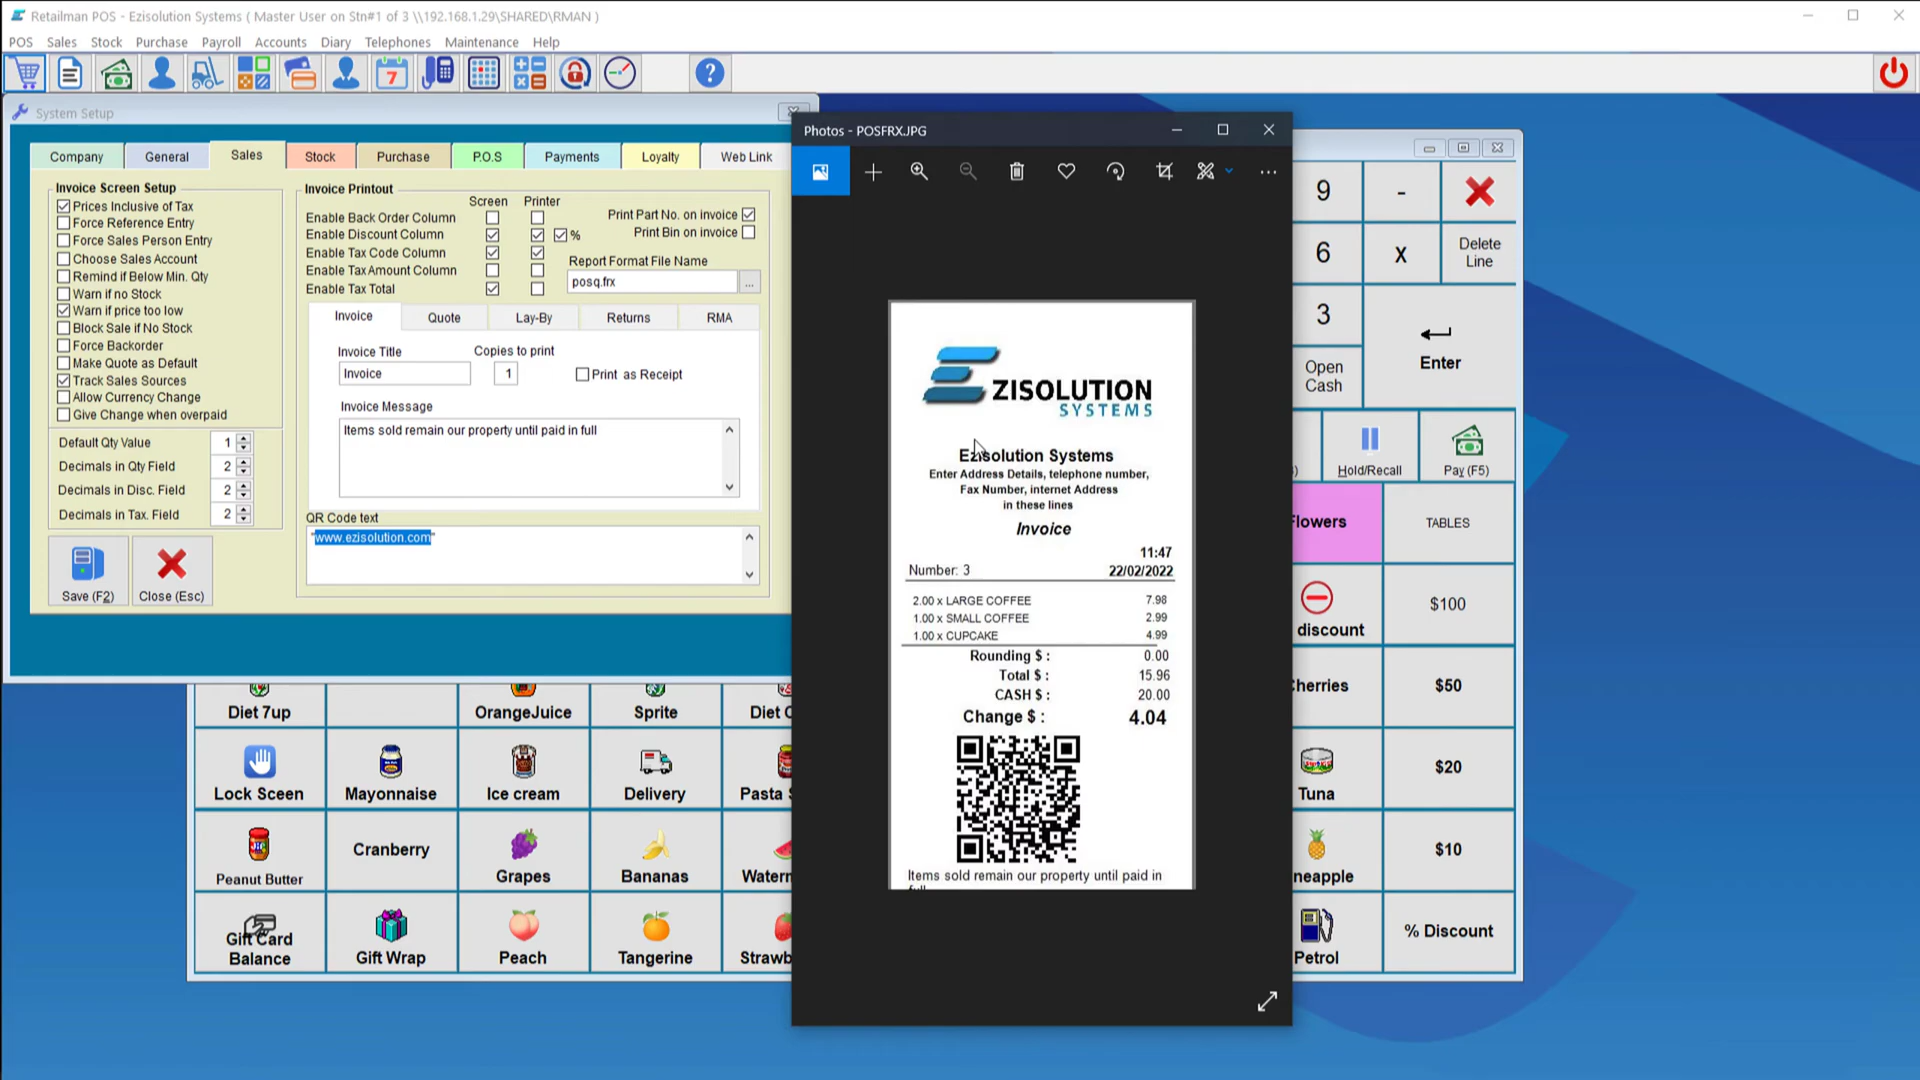 Retailman POS - Ezisolution Systems ( Master User on Stn#1 of 3 \\192.168.1.29\SHARED\RMAN )
POS Sales Stock Purchase Payroll Accounts Diary Telephones Maintenance Help
7
?
System Setup
Company General Sales Stock Purchase P.O.S Payments Loyalty Web Link
Invoice Screen Setup
Prices Inclusive of Tax
Force Reference Entry
Force Sales Person Entry
Choose Sales Account
Remind if Below Min. Qty
Warn if no Stock
Warn if price too low
Block Sale if No Stock
Force Backorder
Make Quote as Default
Track Sales Sources
Allow Currency Change
Give Change when overpaid
Default Qty Value 1
Decimals in Qty Field 2
Decimals in Disc. Field 2
Decimals in Tax. Field 2
Save (F2)
Close (Esc)
Invoice Printout
Screen Printer
Enable Back Order Column
Enable Discount Column %
Enable Tax Code Column
Enable Tax Amount Column
Enable Tax Total
Print Part No. on invoice
Print Bin on invoice
Report Format File Name
posq.frx ...
Invoice Quote Lay-By Returns RMA
Invoice Title
Copies to print
Invoice
1
Print as Receipt
Invoice Message
Items sold remain our property until paid in full
QR Code text
"www.ezisolution.com"
Photos - POSFRX.JPG
EZISOLUTION
SYSTEMS
Ezisolution Systems
Enter Address Details, telephone number,
Fax Number, internet Address
in these lines
Invoice
11:47
Number: 3 22/02/2022
2.00 x LARGE COFFEE 7.98
1.00 x SMALL COFFEE 2.99
1.00 x CUPCAKE 4.99
Rounding $ : 0.00
Total $ : 15.96
CASH $ : 20.00
Change $ : 4.04
Items sold remain our property until paid in
full
9 -
6 x Delete Line
3
Open Cash
Enter
Hold/Recall
Pay (F5)
Flowers TABLES
discount $100
Cherries $50
Tuna $20
neapple $10
Petrol % Discount
Diet 7up OrangeJuice Sprite Diet C
Lock Sceen Mayonnaise Ice cream Delivery Pasta S
Peanut Butter Cranberry Grapes Bananas Watern
Gift Card Balance Gift Wrap Peach Tangerine Strawb